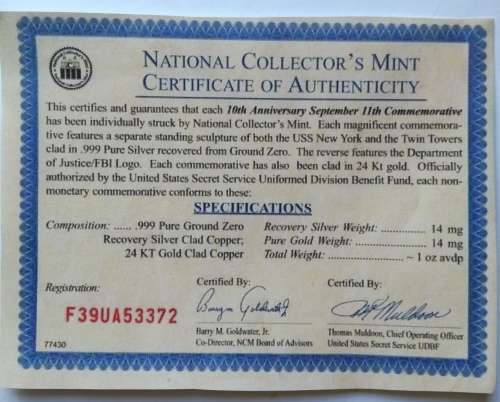 NATIONAL COLLECTOR'S MINT
CERTIFICATE OF AUTHENTICITY
This certifies and guarantees that each 10th Anniversary September 11th Commemorative
has been individually struck by National Collector's Mint. Each magnificent commemora-
tive features a separate standing sculpture of both the USS New York and the Twin Towers
clad in .999 Pure Silver recovered from Ground Zero. The reverse features the Department
of Justice/FBI Logo. Each commemorative has also been clad in 24 Kt gold. Officially
authorized by the United States Secret Service Uniformed Division Benefit Fund, each non-
monetary commemorative conforms to these:
SPECIFICATIONS
Composition: ...... .999 Pure Ground Zero
Recovery Silver Clad Copper;
24 KT Gold Clad Copper
Recovery Silver Weight: ........ 14 mg
Pure Gold Weight: ................ 14 mg
Total Weight: ................ ~ 1 oz avdp
Registration:
F39UA53372
77430
Certified By:
Barry M. Goldwater, Jr.
Co-Director, NCM Board of Advisors
Certified By:
Thomas Muldoon, Chief Operating Officer
United States Secret Service UDBF